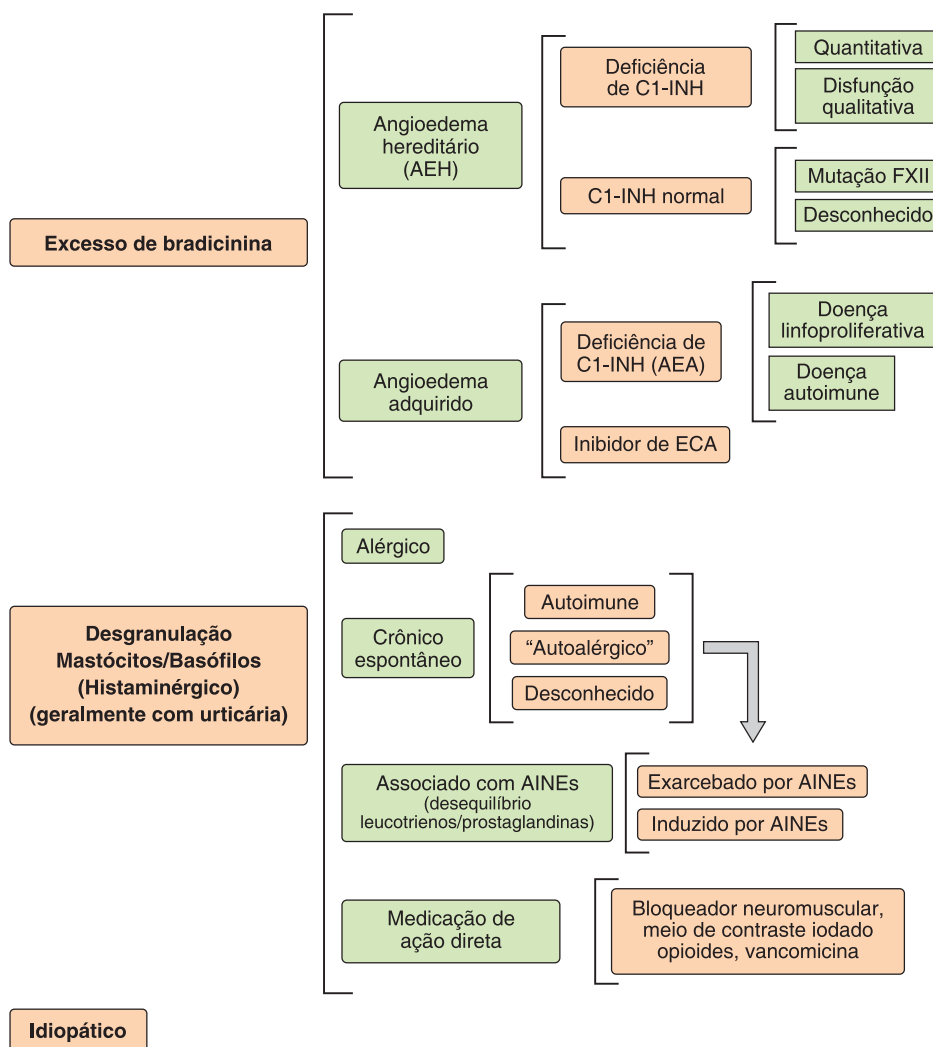 Excesso de bradicinina
Angioedema
hereditário
(AEH)
Deficiência
de C1-INH
Quantitativa
Disfunção
qualitativa
C1-INH normal
Mutação FXII
Desconhecido
Angioedema
adquirido
Deficiência de
C1-INH (AEA)
Doença
linfoproliferativa
Doença
autoimune
Inibidor de ECA
Desgranulação
Mastócitos/Basófilos
(Histaminérgico)
(geralmente com urticária)
Alérgico
Crônico
espontâneo
Autoimune
“Autoalérgico”
Desconhecido
Associado com AINEs
(desequilíbrio
leucotrienos/prostaglandinas)
Exarcebado por AINEs
Induzido por AINEs
Medicação de
ação direta
Bloqueador neuromuscular,
meio de contraste iodado
opioides, vancomicina
Idiopático